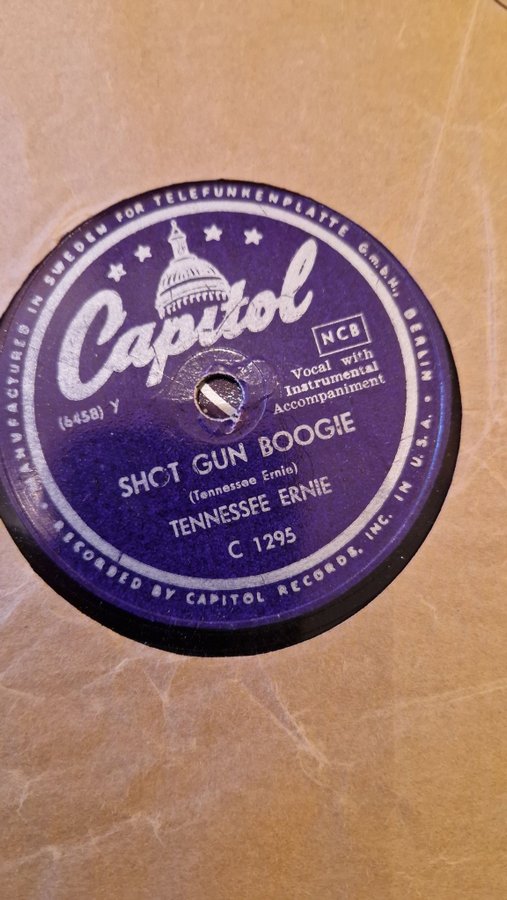 MANUFACTURED IN SWEDEN FOR TELEFUNKENPLATTE G.m.b.H., BERLIN
Capitol
NCB
(6458) Y
Vocal with
Instrumental
Accompaniment
SHOT GUN BOOGIE
(Tennessee Ernie)
TENNESSEE ERNIE
C 1295
RECORDED BY CAPITOL RECORDS, INC. IN U.S.A.